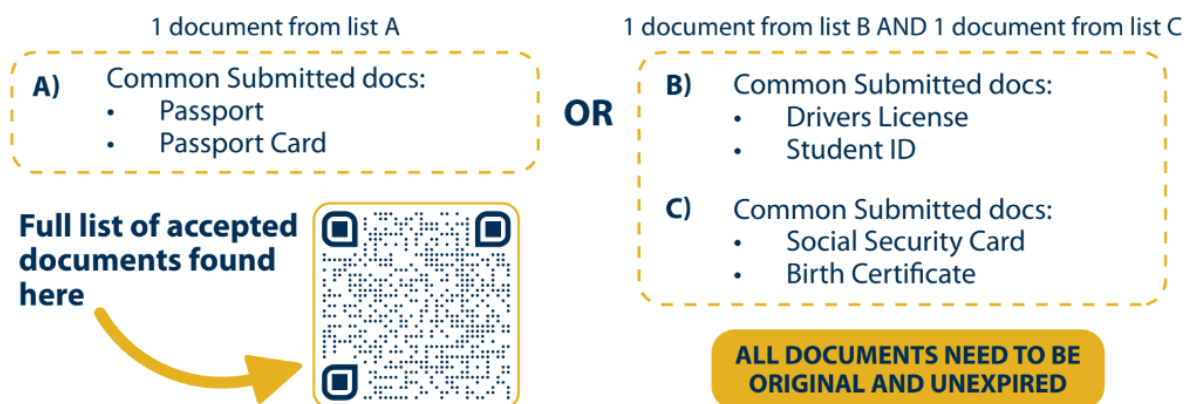 1 document from list A
A) Common Submitted docs:
• Passport
• Passport Card
Full list of accepted
documents found
here
OR
1 document from list B AND 1 document from list C
B) Common Submitted docs:
• Drivers License
• Student ID
C) Common Submitted docs:
• Social Security Card
• Birth Certificate
ALL DOCUMENTS NEED TO BE
ORIGINAL AND UNEXPIRED